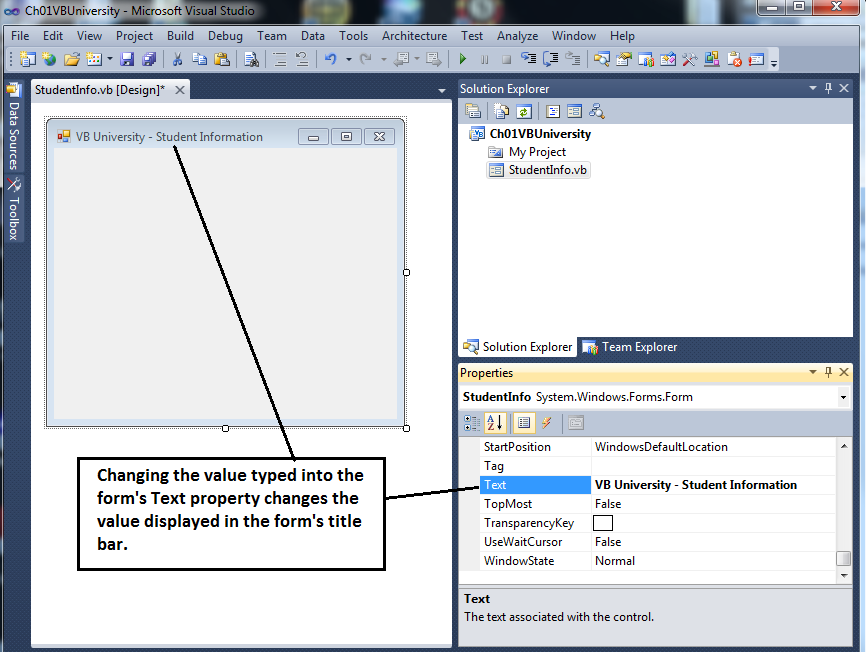 Ch01VBUniversity - Microsoft Visual Studio
File Edit View Project Build Debug Team Data Tools Architecture Test Analyze Window Help
Data Sources
Toolbox
StudentInfo.vb [Design]*
VB University - Student Information
Changing the value typed into the
form's Text property changes the
value displayed in the form's title
bar.
Solution Explorer
Ch01VBUniversity
My Project
StudentInfo.vb
Solution Explorer Team Explorer
Properties
StudentInfo System.Windows.Forms.Form
StartPosition WindowsDefaultLocation
Tag
Text VB University - Student Information
TopMost False
TransparencyKey
UseWaitCursor False
WindowState Normal
Text
The text associated with the control.